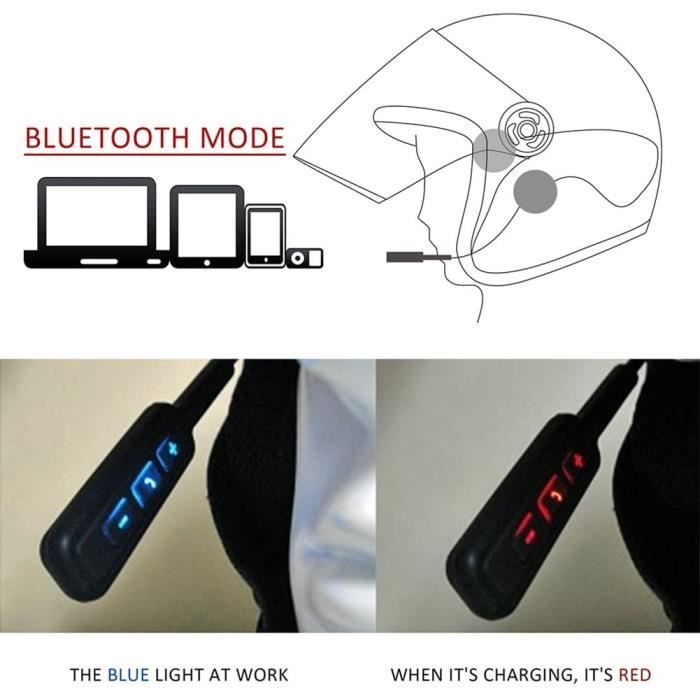 BLUETOOTH MODE
THE BLUE LIGHT AT WORK
WHEN IT'S CHARGING, IT'S RED